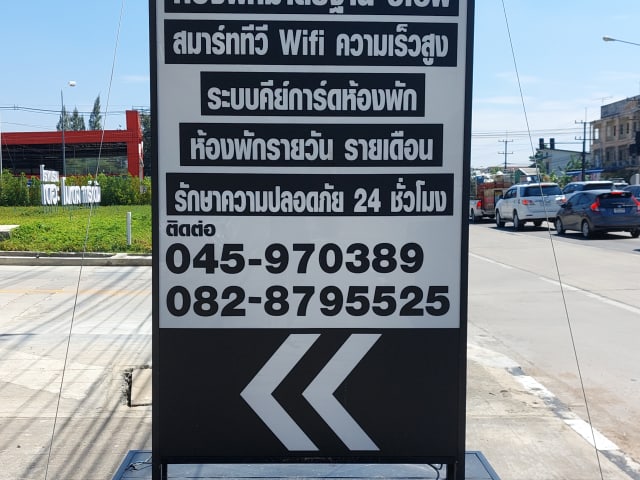 สมาร์ททีวี Wifi ความเร็วสูง
ระบบคีย์การ์ดห้องพัก
ห้องพักรายวัน รายเดือน
รักษาความปลอดภัย 24 ชั่วโมง
ติดต่อ
045-970389
082-8795525